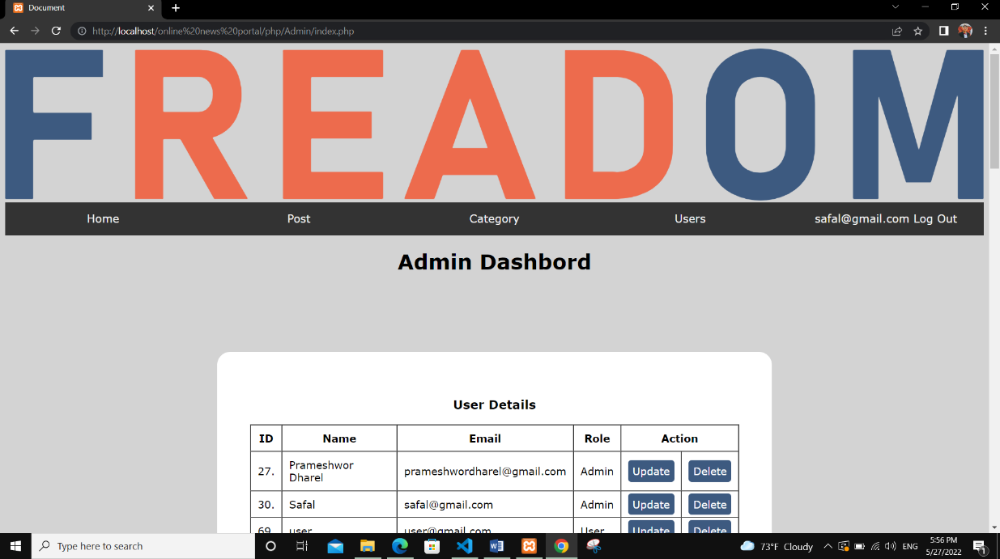 Document
http://localhost/online%20news%20portal/php/Admin/index.php
FREADOM
Home Post Category Users safal@gmail.com Log Out
Admin Dashbord
User Details
ID Name Email Role Action
27. Prameshwor Dharel prameshwordharel@gmail.com Admin Update Delete
30. Safal safal@gmail.com Admin Update Delete
69. user user@gmail.com User Update Delete
Type here to search
73°F Cloudy
ENG
5:56 PM
5/27/2022
1